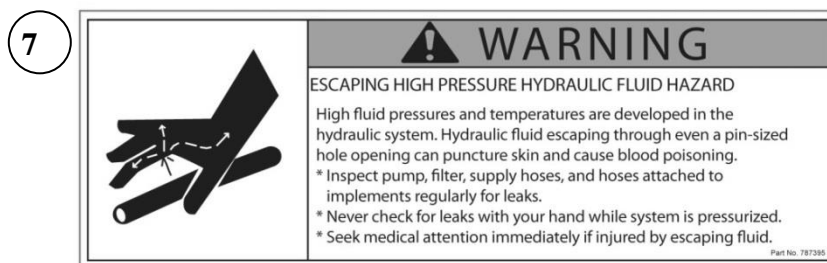 7
WARNING
ESCAPING HIGH PRESSURE HYDRAULIC FLUID HAZARD
High fluid pressures and temperatures are developed in the
hydraulic system. Hydraulic fluid escaping through even a pin-sized
hole opening can puncture skin and cause blood poisoning.
* Inspect pump, filter, supply hoses, and hoses attached to
implements regularly for leaks.
* Never check for leaks with your hand while system is pressurized.
* Seek medical attention immediately if injured by escaping fluid.
Part No. 787395